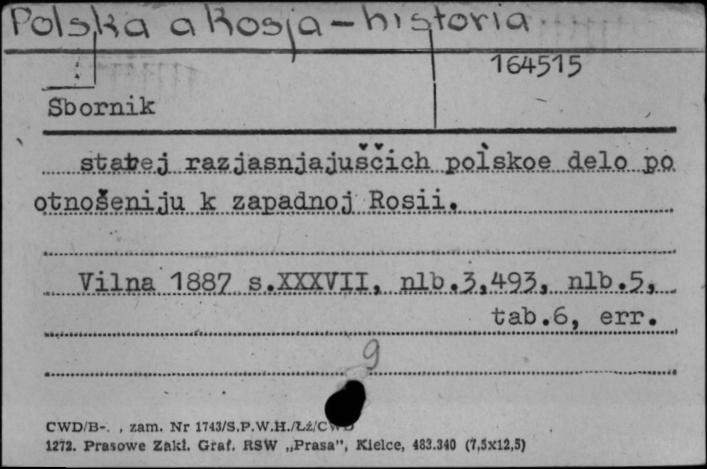 Polska a Rosja - historia
164515
Sbornik
statej razjasnjajuščich polskoe delo po
otnošeniju k zapadnoj Rosii.
Vilna 1887 s.XXXVII, nlb.3,493, nlb.5,
tab.6, err.
9
CWD/B-. , zam. Nr 1743/S.P.W.H./Łź/CWD
1272. Prasowe Zakł. Graf. RSW „Prasa", Kielce, 483.340 (7,5x12,5)